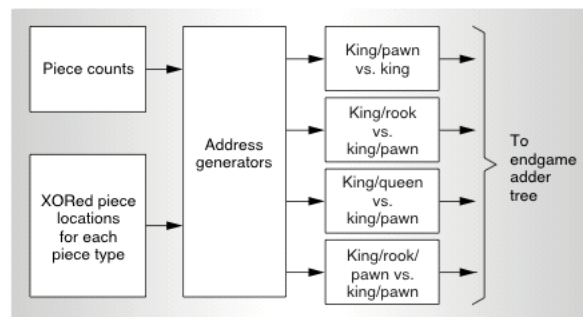 Piece counts
XORed piece
locations
for each
piece type
Address
generators
King/pawn
vs. king
King/rook
vs.
king/pawn
King/queen
vs.
king/pawn
King/rook/
pawn vs.
king/pawn
To
endgame
adder
tree